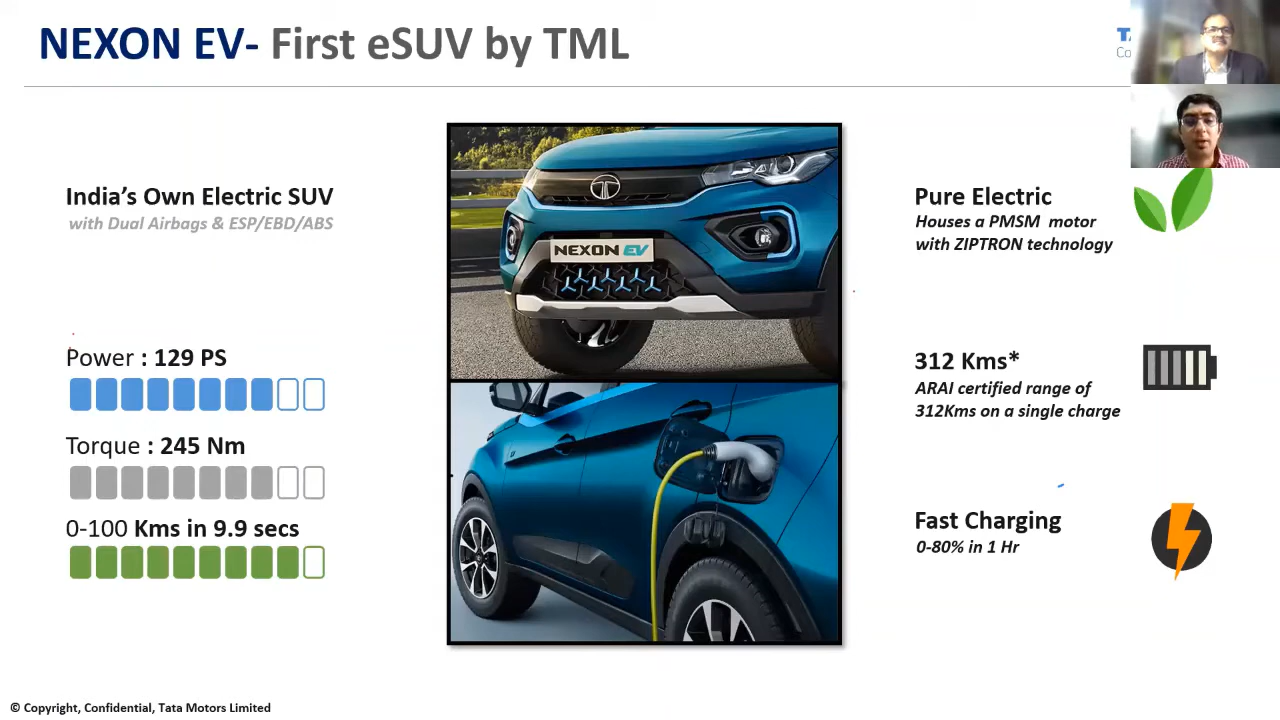 NEXON EV- First eSUV by TML
India's Own Electric SUV
with Dual Airbags & ESP/EBD/ABS
Power : 129 PS
Torque : 245 Nm
0-100 Kms in 9.9 secs
NEXON EV
Pure Electric
Houses a PMSM motor
with ZIPTRON technology
312 Kms*
ARAI certified range of
312Kms on a single charge
Fast Charging
0-80% in 1 Hr
© Copyright, Confidential, Tata Motors Limited